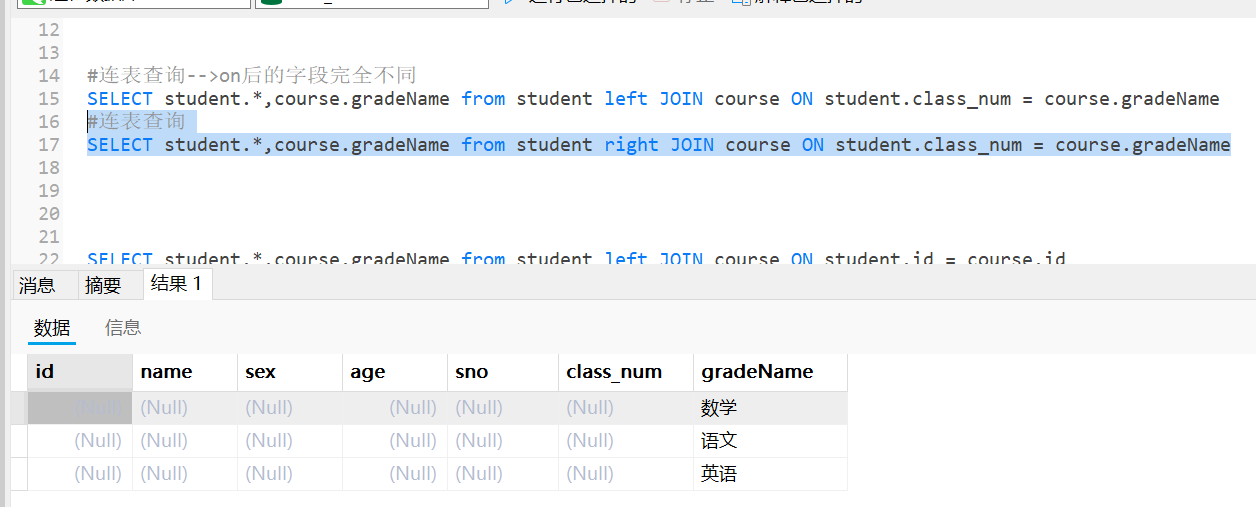 12
13
14 #连表查询-->on后的字段完全不同
15 SELECT student.*,course.gradeName from student left JOIN course ON student.class_num = course.gradeName
16 #连表查询
17 SELECT student.*,course.gradeName from student right JOIN course ON student.class_num = course.gradeName
18
19
20
21
22 SELECT student.*,course.gradeName from student left JOIN course ON student.id = course.id
消息 摘要 结果 1
数据 信息
id name sex age sno class_num gradeName
(Null) (Null) (Null) (Null) (Null) (Null) 数学
(Null) (Null) (Null) (Null) (Null) (Null) 语文
(Null) (Null) (Null) (Null) (Null) (Null) 英语